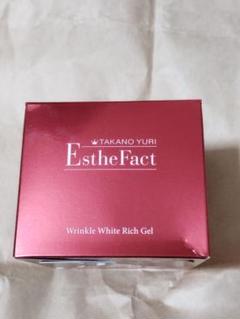 TAKANO YURI
EstheFact
Wrinkle White Rich Gel